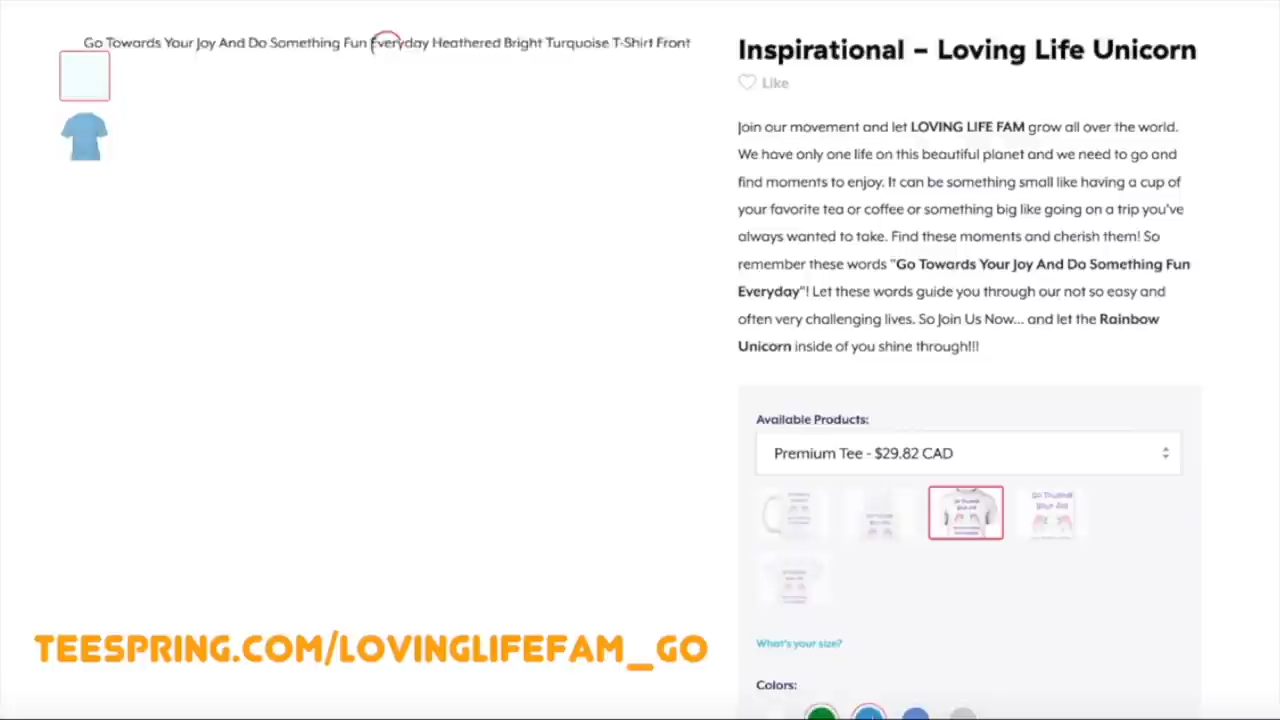 Go Towards Your Joy And Do Something Fun Everyday Heathered Bright Turquoise T-Shirt Front
Inspirational - Loving Life Unicorn
Like
Join our movement and let LOVING LIFE FAM grow all over the world.
We have only one life on this beautiful planet and we need to go and
find moments to enjoy. It can be something small like having a cup of
your favorite tea or coffee or something big like going on a trip you've
always wanted to take. Find these moments and cherish them! So
remember these words "Go Towards Your Joy And Do Something Fun
Everyday"! Let these words guide you through our not so easy and
often very challenging lives. So Join Us Now... and let the Rainbow
Unicorn inside of you shine through!!!
Available Products:
Premium Tee - $29.82 CAD
Go Towards
Your Joy
What's your size?
TEESPRING.COM/LOVINGLIFEFAM_GO
Colors: